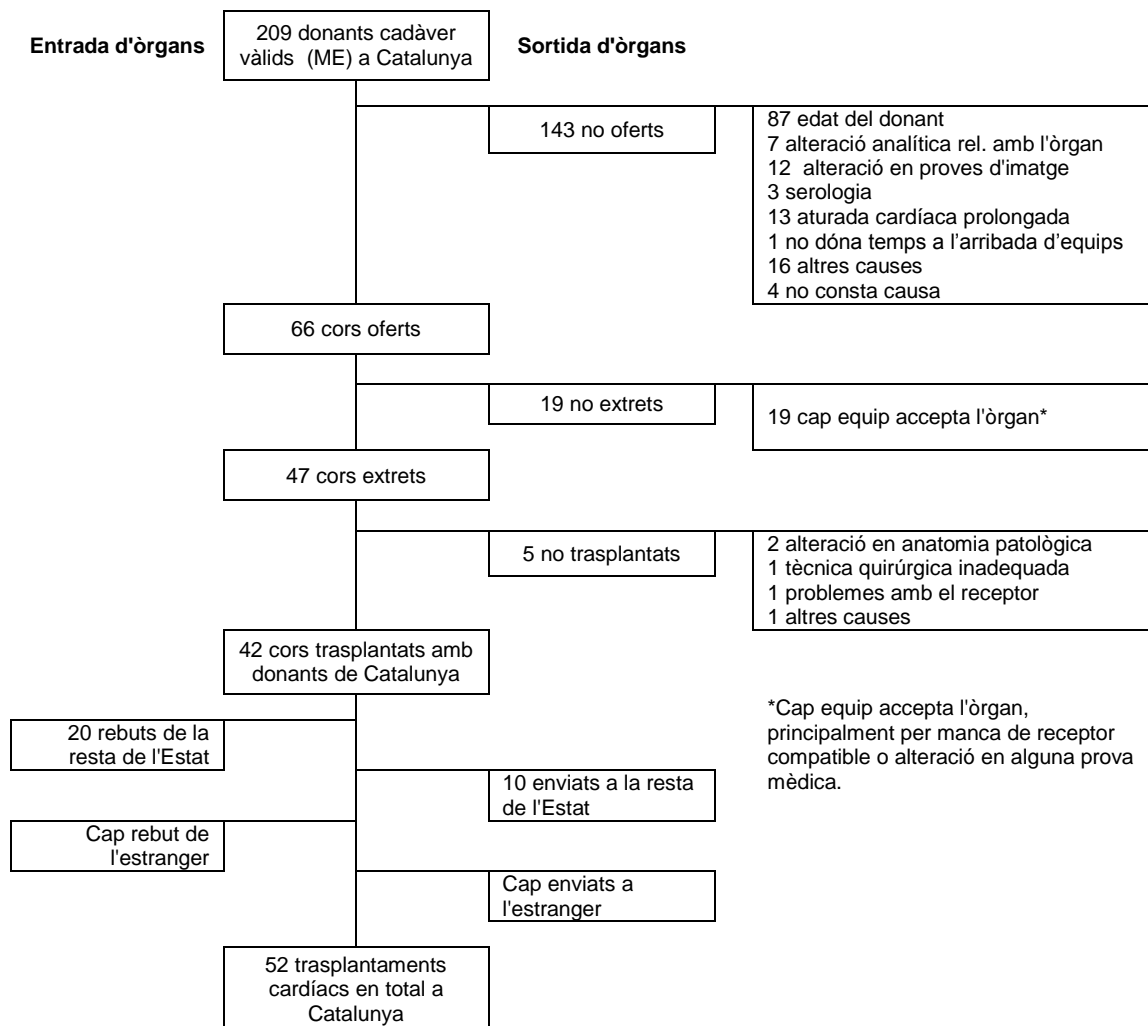 Entrada d'òrgans
209 donants cadàver
vàlids (ME) a Catalunya
Sortida d'òrgans
143 no oferts
87 edat del donant
7 alteració analítica rel. amb l'òrgan
12 alteració en proves d'imatge
3 serologia
13 aturada cardíaca prolongada
1 no dóna temps a l’arribada d’equips
16 altres causes
4 no consta causa
66 cors oferts
19 no extrets
19 cap equip accepta l'òrgan*
47 cors extrets
5 no trasplantats
2 alteració en anatomia patològica
1 tècnica quirúrgica inadequada
1 problemes amb el receptor
1 altres causes
42 cors trasplantats amb
donants de Catalunya
*Cap equip accepta l'òrgan,
principalment per manca de receptor
compatible o alteració en alguna prova
mèdica.
20 rebuts de la
resta de l'Estat
10 enviats a la resta
de l'Estat
Cap rebut de
l'estranger
Cap enviats a
l'estranger
52 trasplantaments
cardíacs en total a
Catalunya